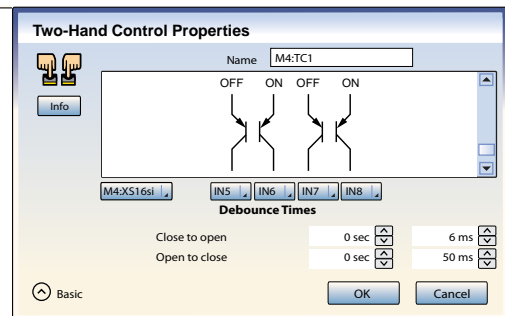 Two-Hand Control Properties
Name M4:TC1
Info
OFF ON OFF ON
M4:XS16si IN5 IN6 IN7 IN8
Debounce Times
Close to open 0 sec 6 ms
Open to close 0 sec 50 ms
Basic OK Cancel